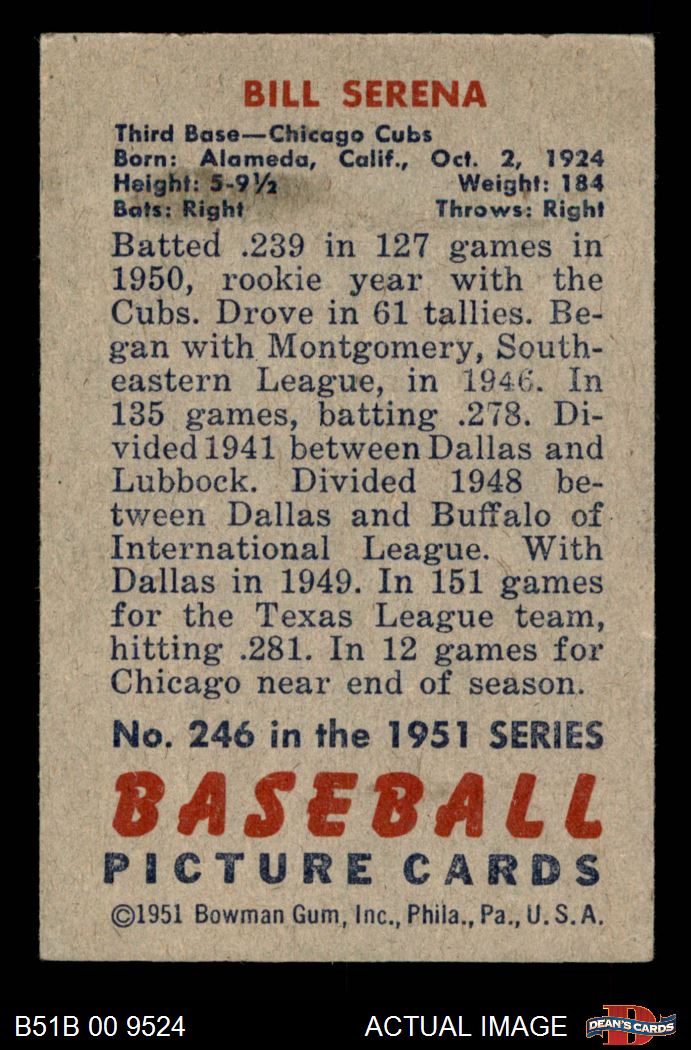 BILL SERENA
Third Base—Chicago Cubs
Born: Alameda, Calif., Oct. 2, 1924
Height: 5-9½ Weight: 184
Bats: Right Throws: Right
Batted .239 in 127 games in
1950, rookie year with the
Cubs. Drove in 61 tallies. Be-
gan with Montgomery, South-
eastern League, in 1946. In
135 games, batting .278. Di-
vided 1941 between Dallas and
Lubbock. Divided 1948 be-
tween Dallas and Buffalo of
International League. With
Dallas in 1949. In 151 games
for the Texas League team,
hitting .281. In 12 games for
Chicago near end of season.
No. 246 in the 1951 SERIES
BASEBALL
PICTURE CARDS
©1951 Bowman Gum, Inc., Phila., Pa., U.S.A.
B51B 00 9524 ACTUAL IMAGE D DEAN'S CARDS